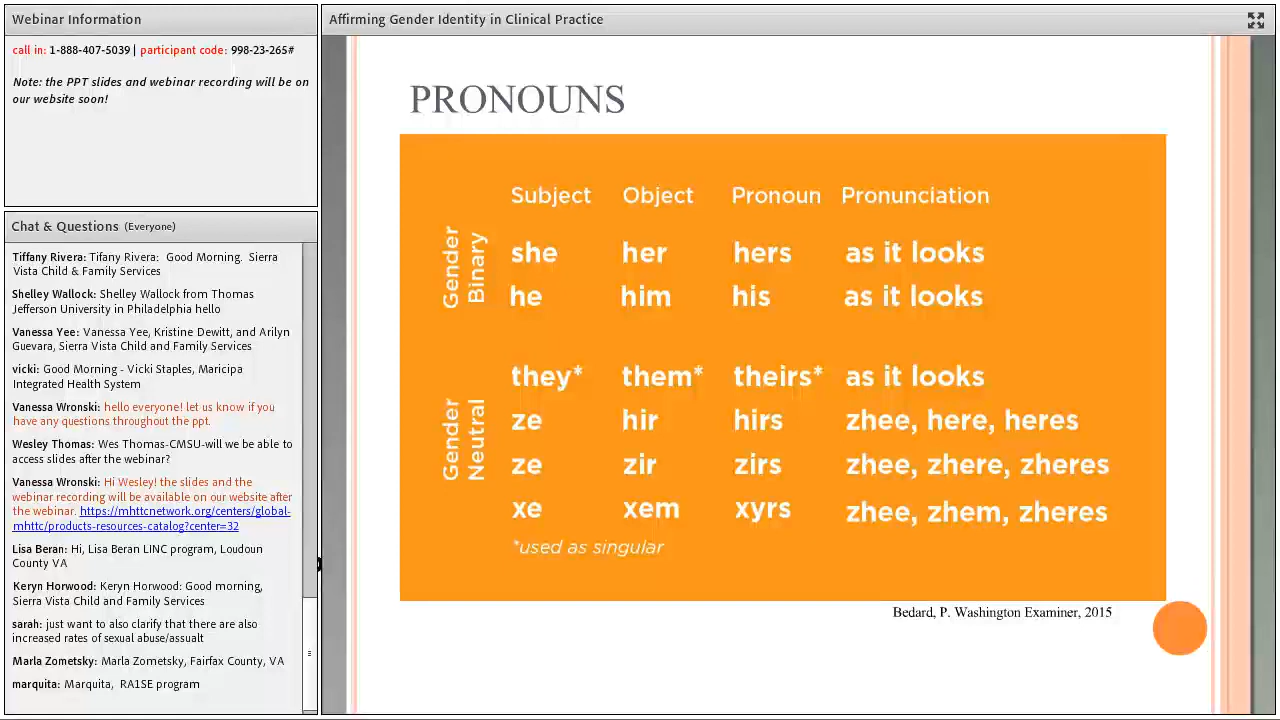 Webinar Information
call in: 1-888-407-5039 | participant code: 998-23-265#
Note: the PPT slides and webinar recording will be on
our website soon!
Chat & Questions (Everyone)
Tiffany Rivera: Tifany Rivera: Good Morning. Sierra
Vista Child & Family Services
Shelley Wallock: Shelley Wallock from Thomas
Jefferson University in Philadelphia hello
Vanessa Yee: Vanessa Yee, Kristine Dewitt, and Arilyn
Guevara, Sierra Vista Child and Family Services
vicki: Good Morning - Vicki Staples, Maricipa
Integrated Health System
Vanessa Wronski: hello everyone! let us know if you
have any questions throughout the ppt.
Wesley Thomas: Wes Thomas-CMSU-will we be able to
access slides after the webinar?
Vanessa Wronski: Hi Wesley! the slides and the
webinar recording will be available on our website after
the webinar. https://mhttcnetwork.org/centers/global-
mhttc/products-resources-catalog?center=32
Lisa Beran: Hi, Lisa Beran LINC program, Loudoun
County VA
Keryn Horwood: Keryn Horwood: Good morning,
Sierra Vista Child and Family Services
sarah: just want to also clarify that there are also
increased rates of sexual abuse/assualt
Marla Zometsky: Marla Zometsky, Fairfax County, VA
marquita: Marquita, RA1SE program
Affirming Gender Identity in Clinical Practice
PRONOUNS
Subject Object Pronoun Pronunciation
Gender
Binary
she her hers as it looks
he him his as it looks
Gender
Neutral
they* them* theirs* as it looks
ze hir hirs zhee, here, heres
ze zir zirs zhee, zhere, zheres
xe xem xyrs zhee, zhem, zheres
*used as singular
Bedard, P. Washington Examiner, 2015